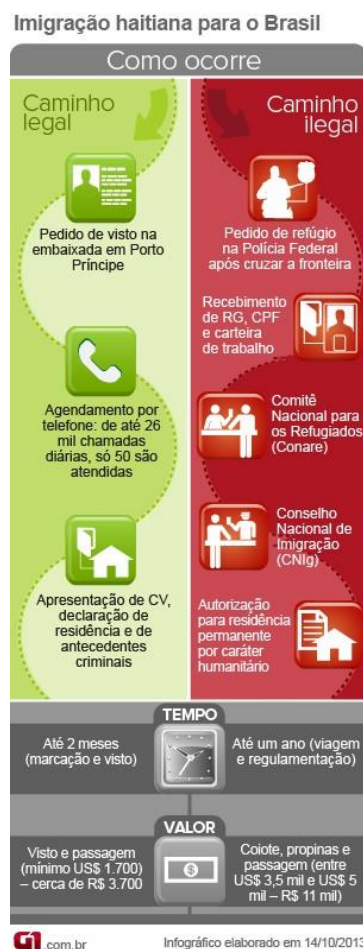 Imigração haitiana para o Brasil
Como ocorre
Caminho
legal
Pedido de visto na
embaixada em Porto
Príncipe
Agendamento por
telefone: de até 26
mil chamadas
diárias, só 50 são
atendidas
Apresentação de CV,
declaração de
residência e de
antecedentes
criminais
Caminho
ilegal
Pedido de refúgio
na Polícia Federal
após cruzar a fronteira
Recebimento
de RG, CPF
e carteira
de trabalho
Comitê
Nacional para
os Refugiados
(Conare)
Conselho
Nacional de
Imigração
(CNIg)
Autorização
para residência
permanente
por caráter
humanitário
TEMPO
Até 2 meses
(marcação e visto)
Até um ano (viagem
e regulamentação)
VALOR
Visto e passagem
(mínimo US$ 1.700)
– cerca de R$ 3.700
Coiote, propinas e
passagem (entre
US$ 3,5 mil e US$ 5
mil – R$ 11 mil)
G1.com.br
Infográfico elaborado em 14/10/2013